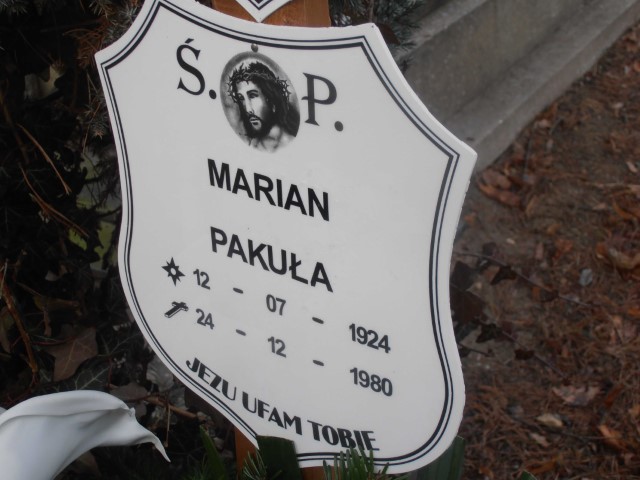 Ś. P.
MARIAN
PAKUŁA
12 - 07 - 1924
24 - 12 - 1980
JEZU UFAM TOBIE